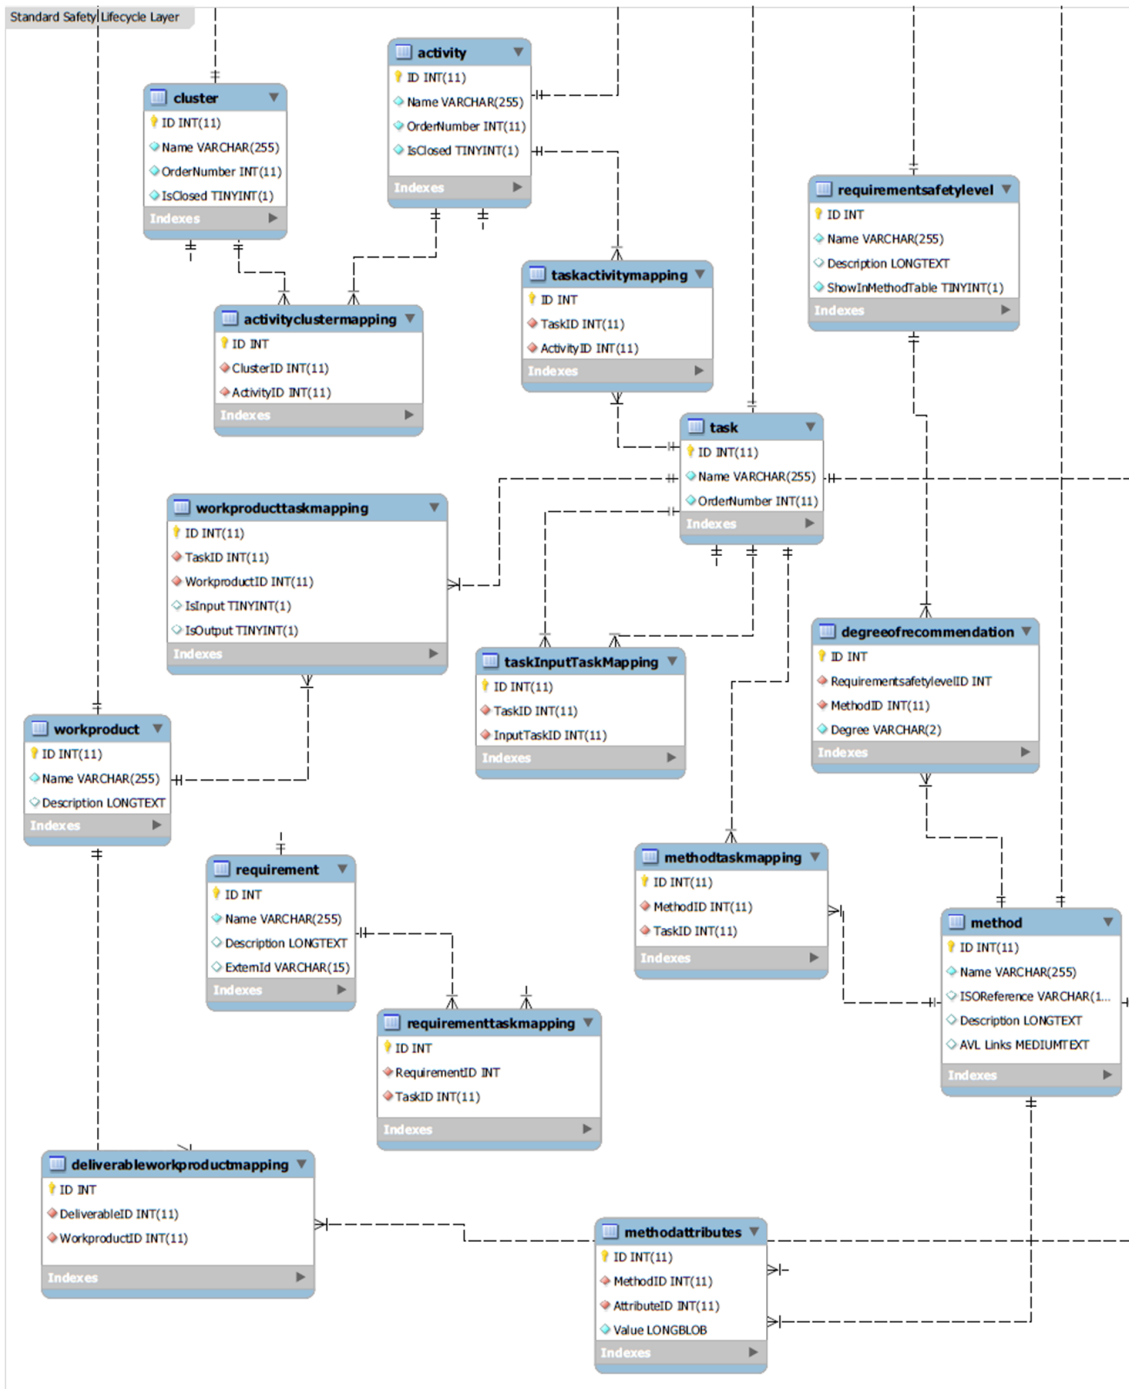 Standard Safety Lifecycle Layer
activity
ID INT(11)
Name VARCHAR(255)
OrderNumber INT(11)
IsClosed TINYINT(1)
Indexes
cluster
ID INT(11)
Name VARCHAR(255)
OrderNumber INT(11)
IsClosed TINYINT(1)
Indexes
requirementsafetylevel
ID INT
Name VARCHAR(255)
Description LONGTEXT
ShowInMethodTable TINYINT(1)
Indexes
taskactivitymapping
ID INT
TaskID INT(11)
ActivityID INT(11)
Indexes
activityclustermapping
ID INT
ClusterID INT(11)
ActivityID INT(11)
Indexes
task
ID INT(11)
Name VARCHAR(255)
OrderNumber INT(11)
Indexes
workproducttaskmapping
ID INT(11)
TaskID INT(11)
WorkproductID INT(11)
IsInput TINYINT(1)
IsOutput TINYINT(1)
Indexes
degreeofrecommendation
ID INT
RequirementsafetylevelID INT
MethodID INT(11)
Degree VARCHAR(2)
Indexes
taskInputTaskMapping
ID INT(11)
TaskID INT(11)
InputTaskID INT(11)
Indexes
workproduct
ID INT(11)
Name VARCHAR(255)
Description LONGTEXT
Indexes
methodtaskmapping
ID INT(11)
MethodID INT(11)
TaskID INT(11)
Indexes
requirement
ID INT
Name VARCHAR(255)
Description LONGTEXT
ExternId VARCHAR(15)
Indexes
method
ID INT(11)
Name VARCHAR(255)
ISOReference VARCHAR(1...
Description LONGTEXT
AVL Links MEDIUMTEXT
Indexes
requirementtaskmapping
ID INT
RequirementID INT
TaskID INT(11)
Indexes
deliverableworkproductmapping
ID INT
DeliverableID INT(11)
WorkproductID INT(11)
Indexes
methodattributes
ID INT(11)
MethodID INT(11)
AttributeID INT(11)
Value LONGBLOB
Indexes